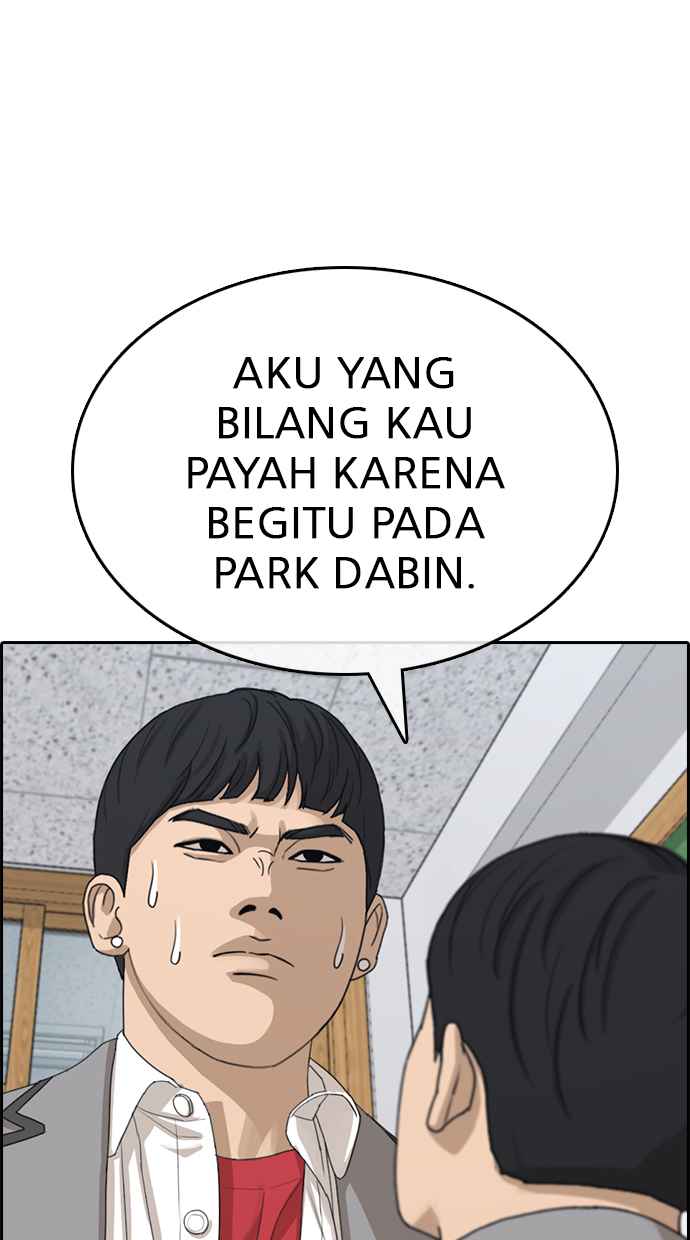 AKU YANG
BILANG KAU
PAYAH KARENA
BEGITU PADA
PARK DABIN.